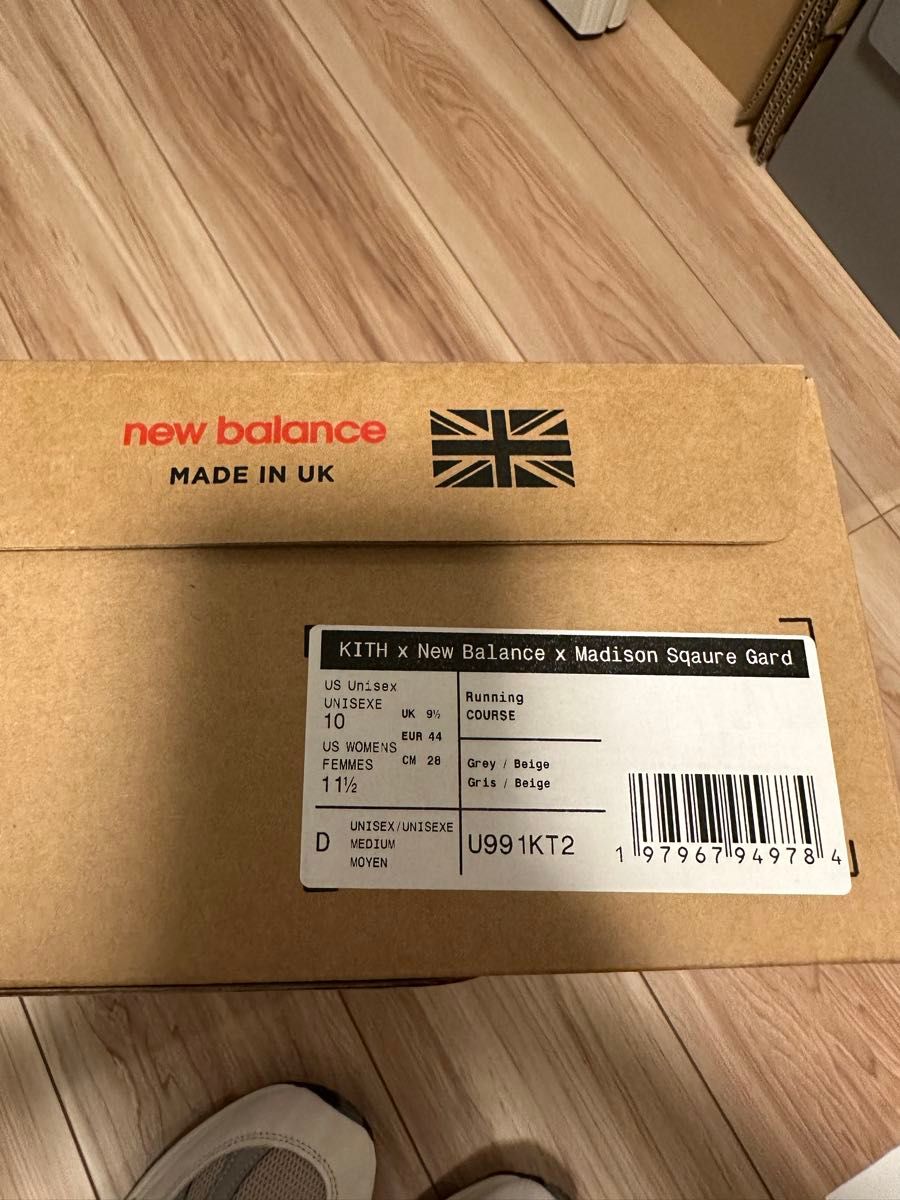 new balance
MADE IN UK
KITH x New Balance x Madison Sqaure Gard
US Unisex
UNISEXE
10
US WOMENS
FEMMES
11½
UK 9½
EUR 44
CM 28
Running
COURSE
Grey / Beige
Gris / Beige
D
UNISEX/UNISEXE
MEDIUM
MOYEN
U991KT2
1 97967 94978 4